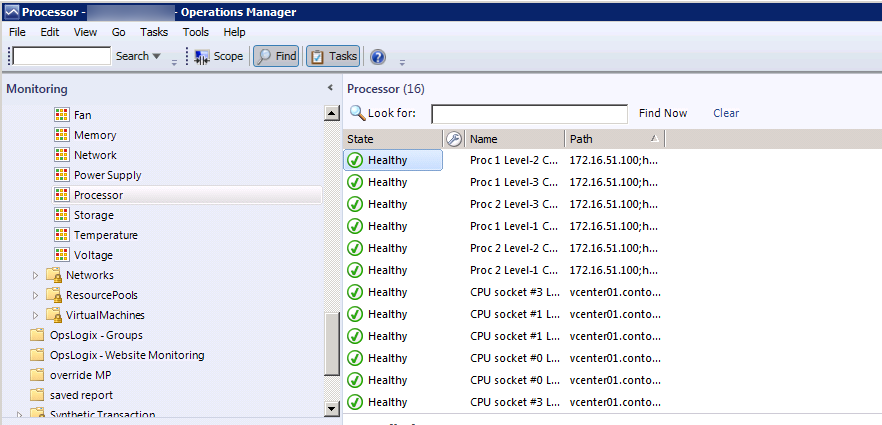 Processor - - Operations Manager
File Edit View Go Tasks Tools Help
Search Scope Find Tasks
Monitoring
Fan
Memory
Network
Power Supply
Processor
Storage
Temperature
Voltage
Networks
ResourcePools
VirtualMachines
OpsLogix - Groups
OpsLogix - Website Monitoring
override MP
saved report
Synthetic Transaction
Processor (16)
Look for: Find Now Clear
State Name Path
Healthy Proc 1 Level-2 C... 172.16.51.100;h...
Healthy Proc 1 Level-3 C... 172.16.51.100;h...
Healthy Proc 2 Level-3 C... 172.16.51.100;h...
Healthy Proc 1 Level-1 C... 172.16.51.100;h...
Healthy Proc 2 Level-2 C... 172.16.51.100;h...
Healthy Proc 2 Level-1 C... 172.16.51.100;h...
Healthy CPU socket #3 L... vcenter01.conto...
Healthy CPU socket #1 L... vcenter01.conto...
Healthy CPU socket #1 L... vcenter01.conto...
Healthy CPU socket #0 L... vcenter01.conto...
Healthy CPU socket #0 L... vcenter01.conto...
Healthy CPU socket #3 L... vcenter01.conto...